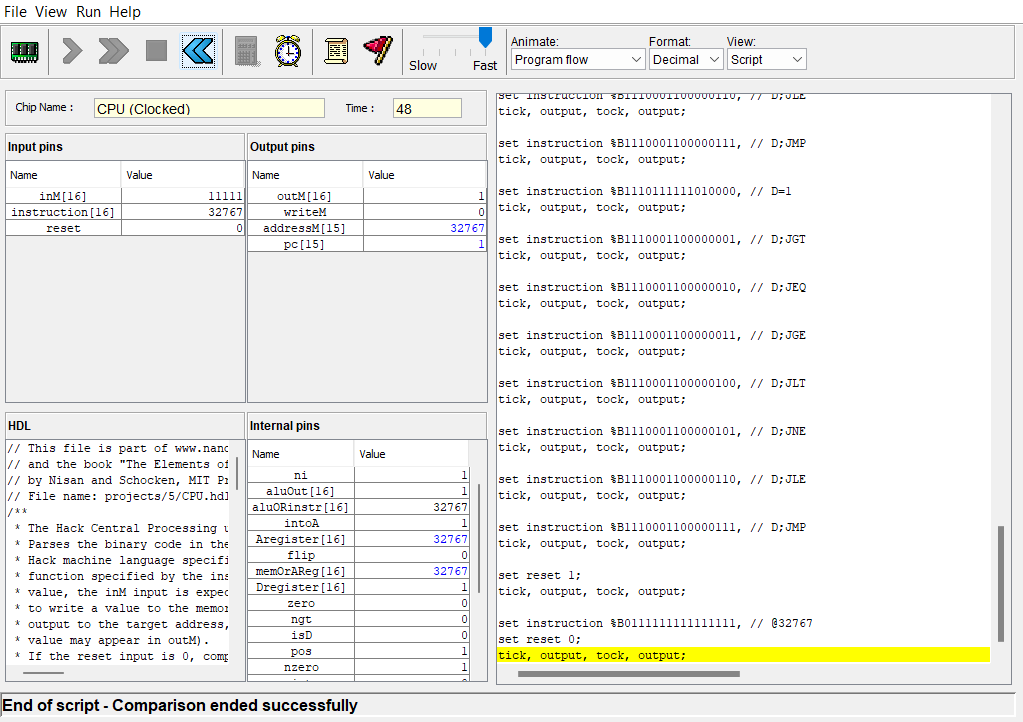 File View Run Help
Slow Fast
Animate: Format: View:
Program flow Decimal Script
Chip Name : CPU (Clocked) Time : 48
Input pins
Name Value
inM[16] 11111
instruction[16] 32767
reset 0
Output pins
Name Value
outM[16] 1
writeM 0
addressM[15] 32767
pc[15] 1
HDL
// This file is part of www.nand
// and the book "The Elements of
// by Nisan and Schocken, MIT Pr
// File name: projects/5/CPU.hdl
/**
* The Hack Central Processing u
* Parses the binary code in the
* Hack machine language specifi
* function specified by the ins
* value, the inM input is expec
* to write a value to the memor
* output to the target address,
* value may appear in outM).
* If the reset input is 0, comp
Internal pins
Name Value
ni 1
aluOut[16] 1
aluORinstr[16] 32767
intoA 1
Aregister[16] 32767
flip 0
memOrAReg[16] 32767
Dregister[16] 1
zero 0
ngt 0
isD 0
pos 1
nzero 1
set instruction %B1110001100000110, // D;JLE
tick, output, tock, output;
set instruction %B1110001100000111, // D;JMP
tick, output, tock, output;
set instruction %B1110111111010000, // D=1
tick, output, tock, output;
set instruction %B1110001100000001, // D;JGT
tick, output, tock, output;
set instruction %B1110001100000010, // D;JEQ
tick, output, tock, output;
set instruction %B1110001100000011, // D;JGE
tick, output, tock, output;
set instruction %B1110001100000100, // D;JLT
tick, output, tock, output;
set instruction %B1110001100000101, // D;JNE
tick, output, tock, output;
set instruction %B1110001100000110, // D;JLE
tick, output, tock, output;
set instruction %B1110001100000111, // D;JMP
tick, output, tock, output;
set reset 1;
tick, output, tock, output;
set instruction %B0111111111111111, // @32767
set reset 0;
tick, output, tock, output;
End of script - Comparison ended successfully